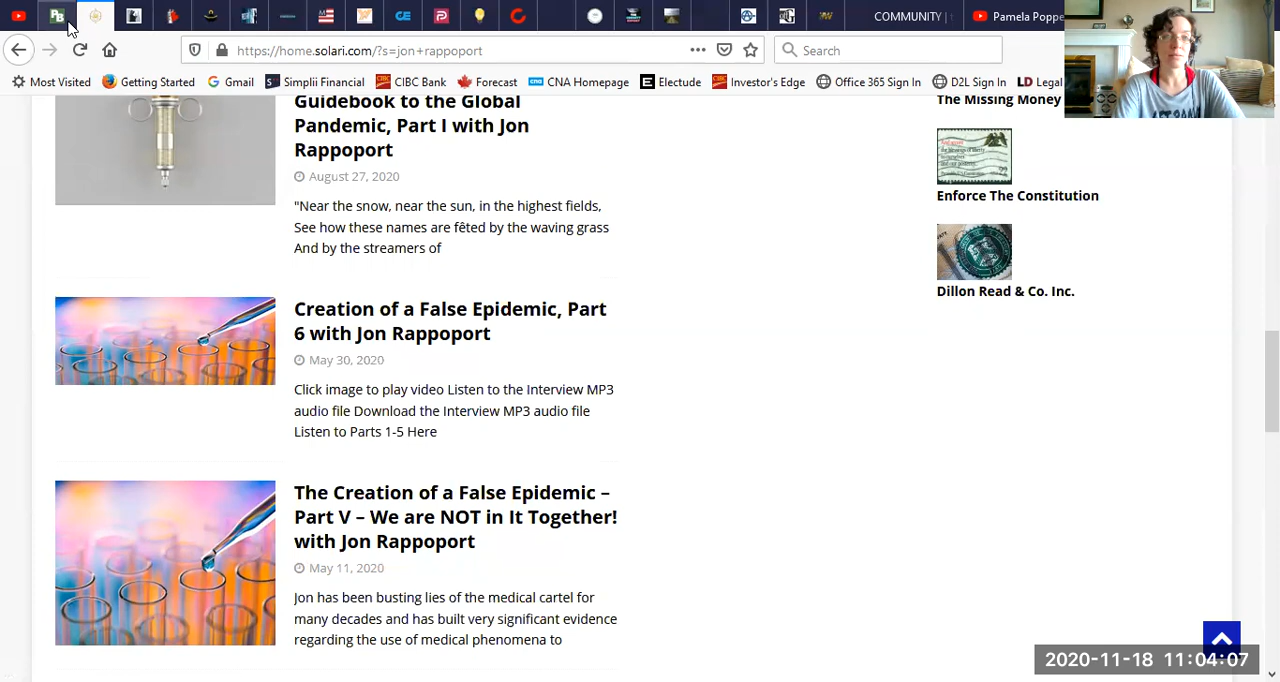 COMMUNITY | t
Pamela Poppe
https://home.solari.com/?s=jon+rappoport
Search
Most Visited
Getting Started
Gmail
Simplii Financial
CIBC Bank
Forecast
CNA Homepage
Electude
Investor's Edge
Office 365 Sign In
D2L Sign In
Legal
Guidebook to the Global
Pandemic, Part I with Jon
Rappoport
August 27, 2020
"Near the snow, near the sun, in the highest fields,
See how these names are fêted by the waving grass
And by the streamers of
Creation of a False Epidemic, Part
6 with Jon Rappoport
May 30, 2020
Click image to play video Listen to the Interview MP3
audio file Download the Interview MP3 audio file
Listen to Parts 1-5 Here
The Creation of a False Epidemic –
Part V – We are NOT in It Together!
with Jon Rappoport
May 11, 2020
Jon has been busting lies of the medical cartel for
many decades and has built very significant evidence
regarding the use of medical phenomena to
The Missing Money
Enforce The Constitution
Dillon Read & Co. Inc.
2020-11-18 11:04:07